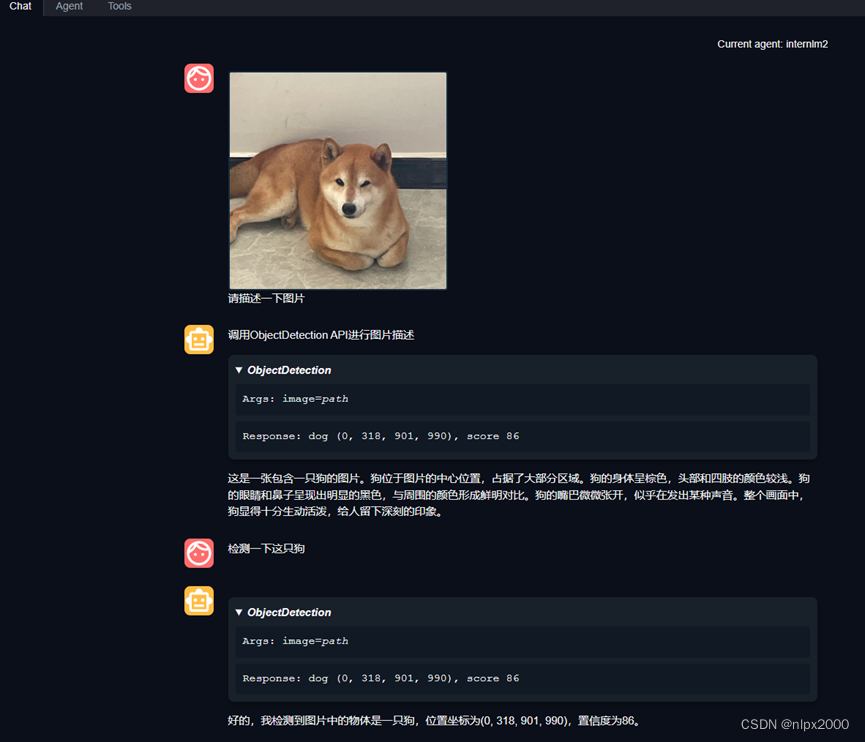 Chat Agent Tools
Current agent: internlm2
请描述一下图片
调用ObjectDetection API进行图片描述
▼ ObjectDetection
Args: image=path
Response: dog (0, 318, 901, 990), score 86
这是一张包含一只狗的图片。狗位于图片的中心位置，占据了大部分区域。狗的身体呈棕色，头部和四肢的颜色较浅。狗
的眼睛和鼻子呈现出明显的黑色，与周围的颜色形成鲜明对比。狗的嘴巴微微张开，似乎在发出某种声音。整个画面中，
狗显得十分生动活泼，给人留下深刻的印象。
检测一下这只狗
▼ ObjectDetection
Args: image=path
Response: dog (0, 318, 901, 990), score 86
好的，我检测到图片中的物体是一只狗，位置坐标为(0, 318, 901, 990)，置信度为86。
CSDN @nlpx2000